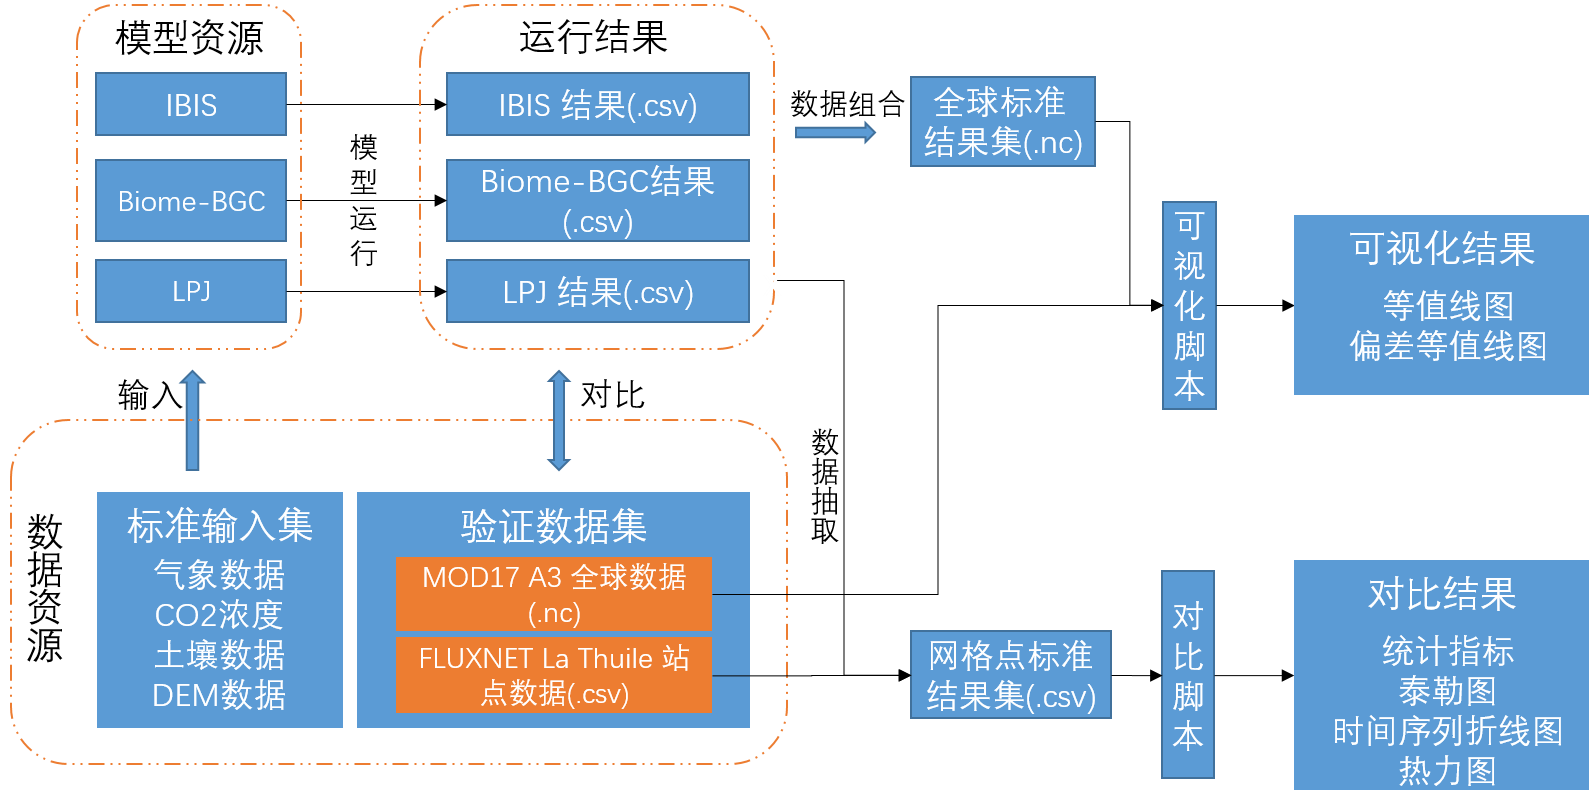 模型资源
IBIS
Biome-BGC
LPJ
模型运行
运行结果
IBIS 结果(.csv)
Biome-BGC结果
(.csv)
LPJ 结果(.csv)
数据组合
全球标准
结果集(.nc)
可视化脚本
可视化结果
等值线图
偏差等值线图
输入
对比
数据抽取
数据资源
标准输入集
气象数据
CO2浓度
土壤数据
DEM数据
验证数据集
MOD17 A3 全球数据
(.nc)
FLUXNET La Thuile 站
点数据(.csv)
网格点标准
结果集(.csv)
对比脚本
对比结果
统计指标
泰勒图
时间序列折线图
热力图